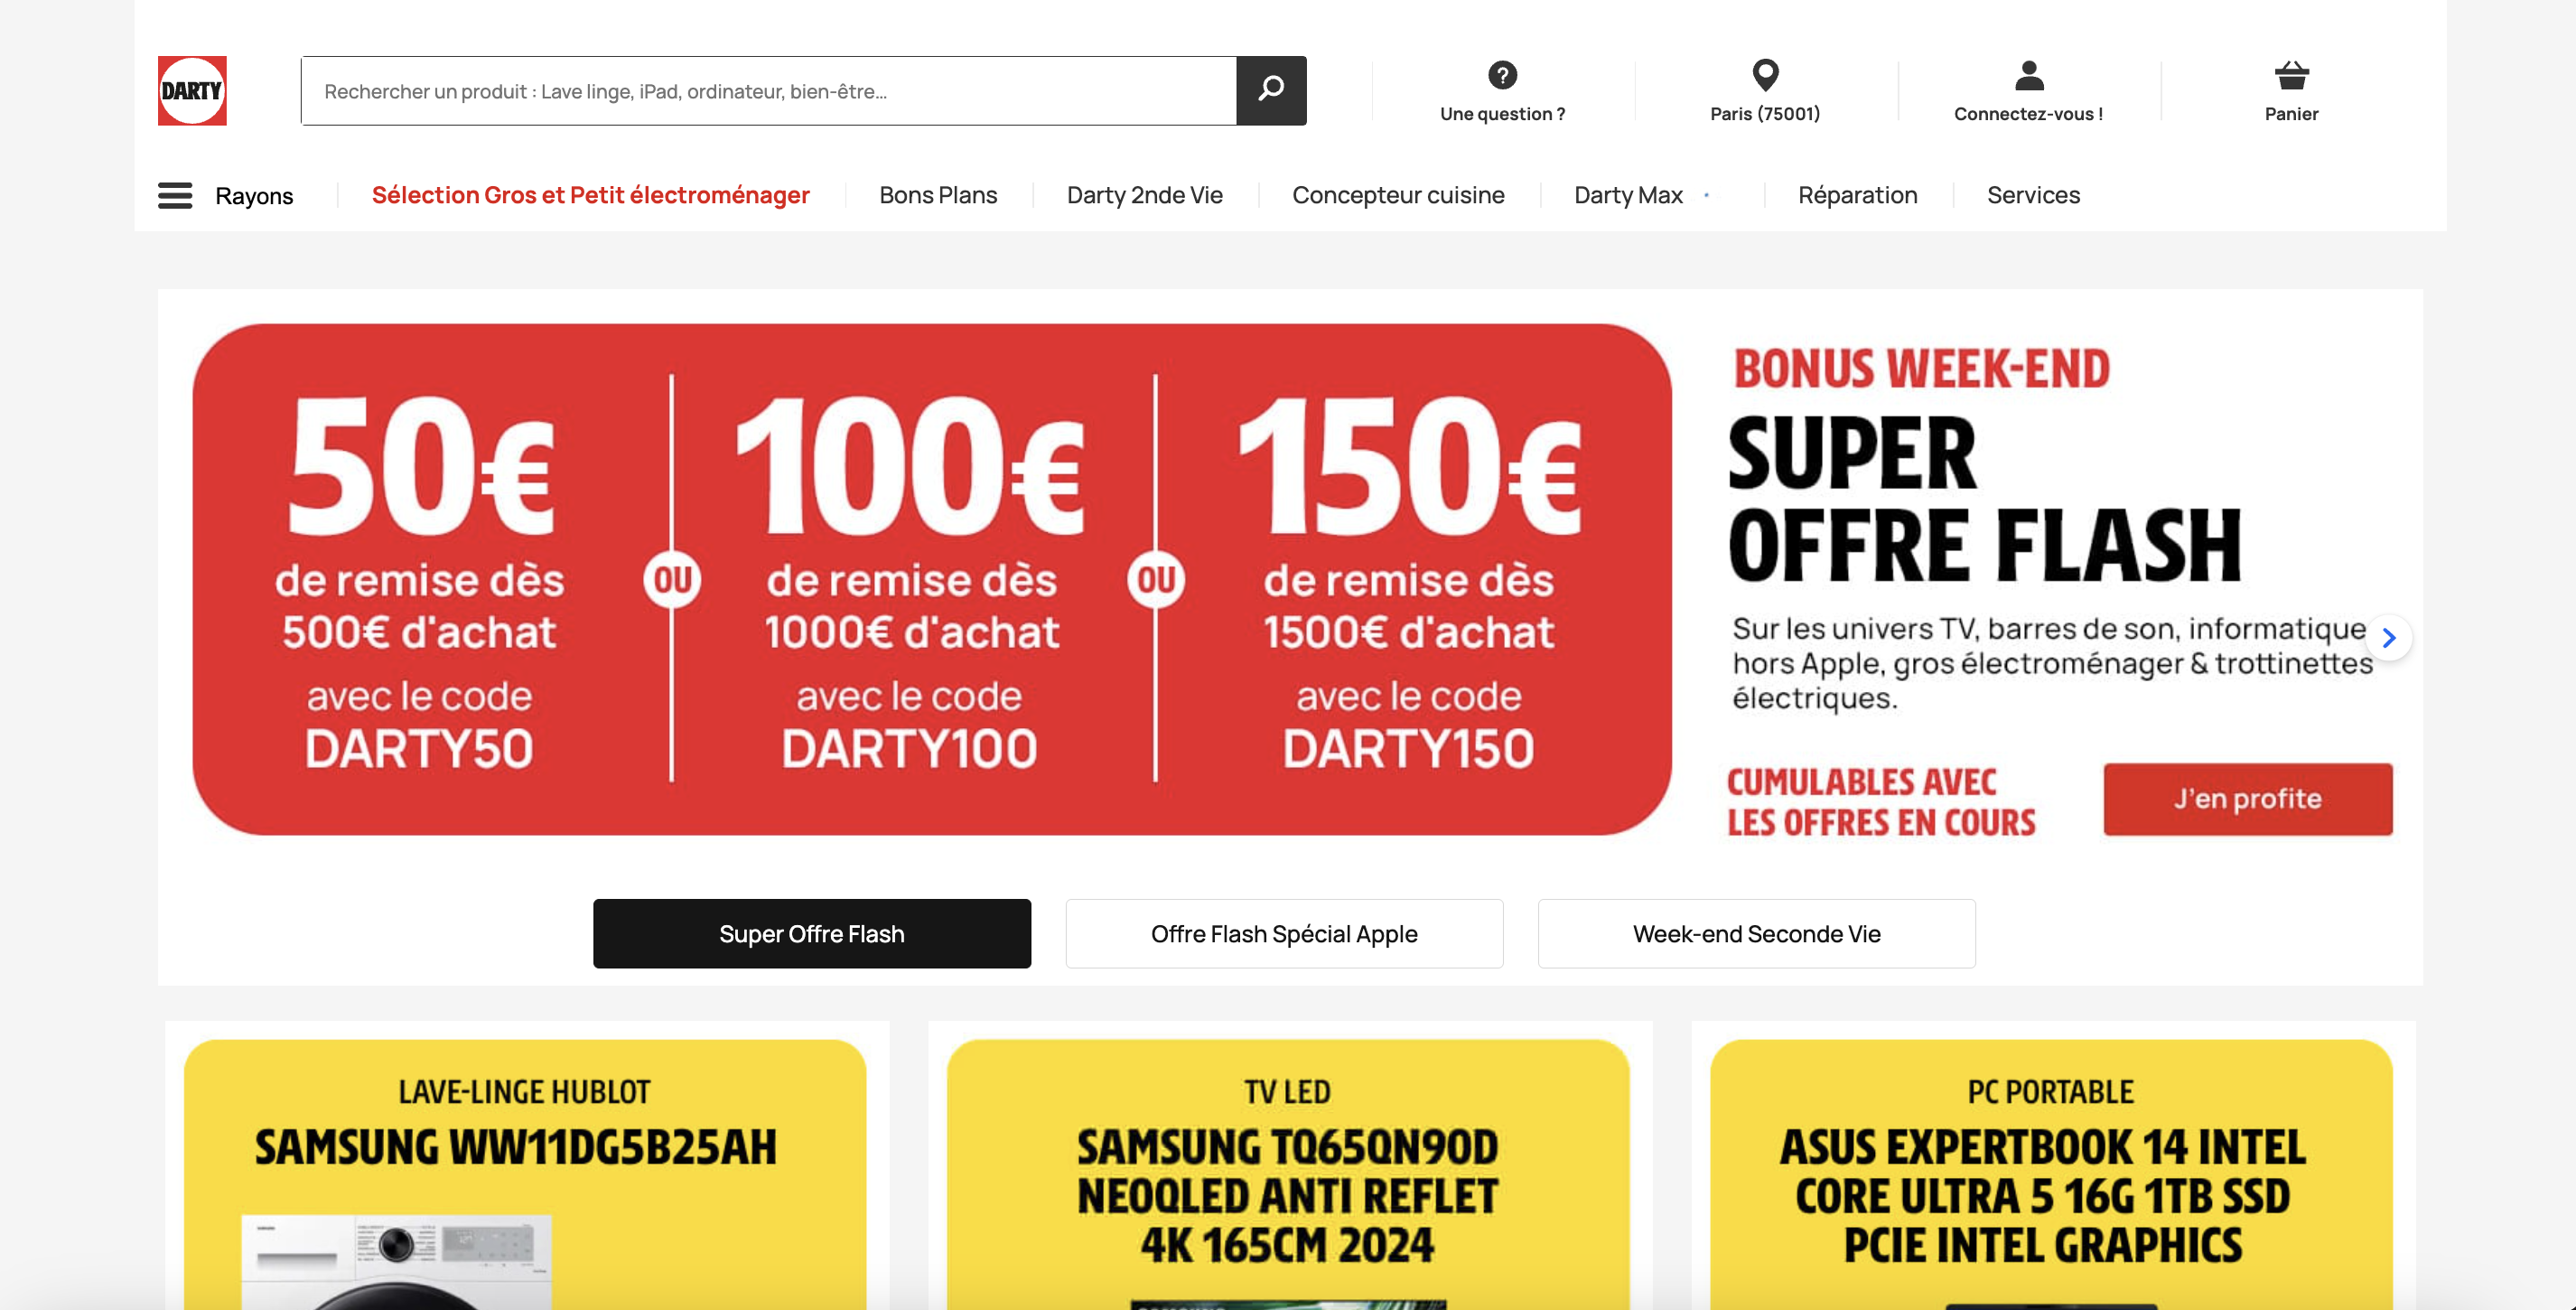 DARTY
Rechercher un produit : Lave linge, iPad, ordinateur, bien-être...
Une question ?
Paris (75001)
Connectez-vous !
Panier
Rayons
Sélection Gros et Petit électroménager
Bons Plans
Darty 2nde Vie
Concepteur cuisine
Darty Max
Réparation
Services
50€
de remise dès
500€ d'achat
avec le code
DARTY50
OU
100€
de remise dès
1000€ d'achat
avec le code
DARTY100
OU
150€
de remise dès
1500€ d'achat
avec le code
DARTY150
BONUS WEEK-END
SUPER
OFFRE FLASH
Sur les univers TV, barres de son, informatique
hors Apple, gros électroménager & trottinettes
électriques.
CUMULABLES AVEC
LES OFFRES EN COURS
J'en profite
Super Offre Flash
Offre Flash Spécial Apple
Week-end Seconde Vie
LAVE-LINGE HUBLOT
SAMSUNG WW11DG5B25AH
TV LED
SAMSUNG TQ65QN90D
NEOQLED ANTI REFLET
4K 165CM 2024
PC PORTABLE
ASUS EXPERTBOOK 14 INTEL
CORE ULTRA 5 16G 1TB SSD
PCIE INTEL GRAPHICS